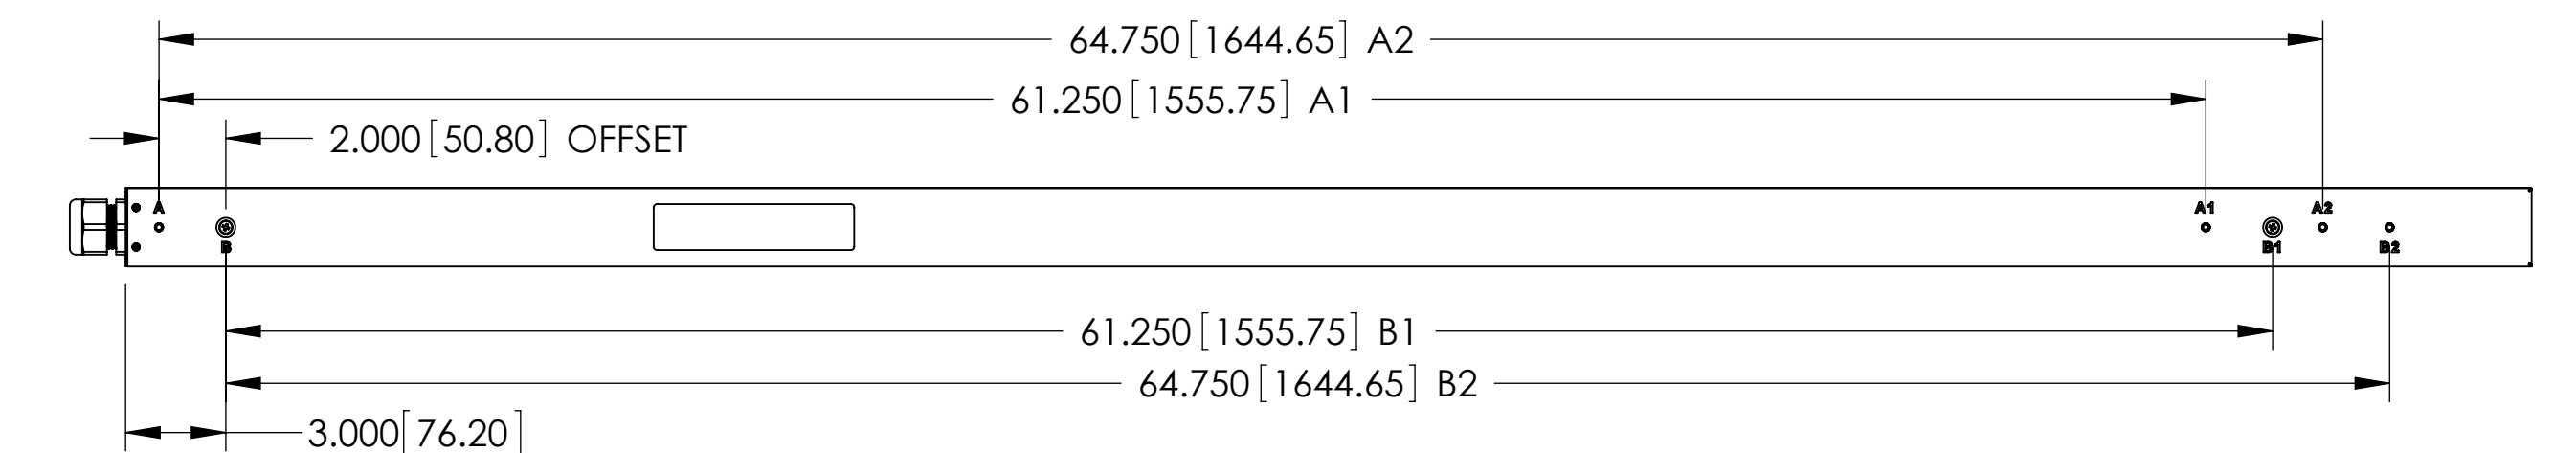 64.750[1644.65] A2
61.250[1555.75] A1
2.000[50.80] OFFSET
A
A1
A2
B
B1
B2
61.250[1555.75] B1
64.750[1644.65] B2
3.000[76.20]